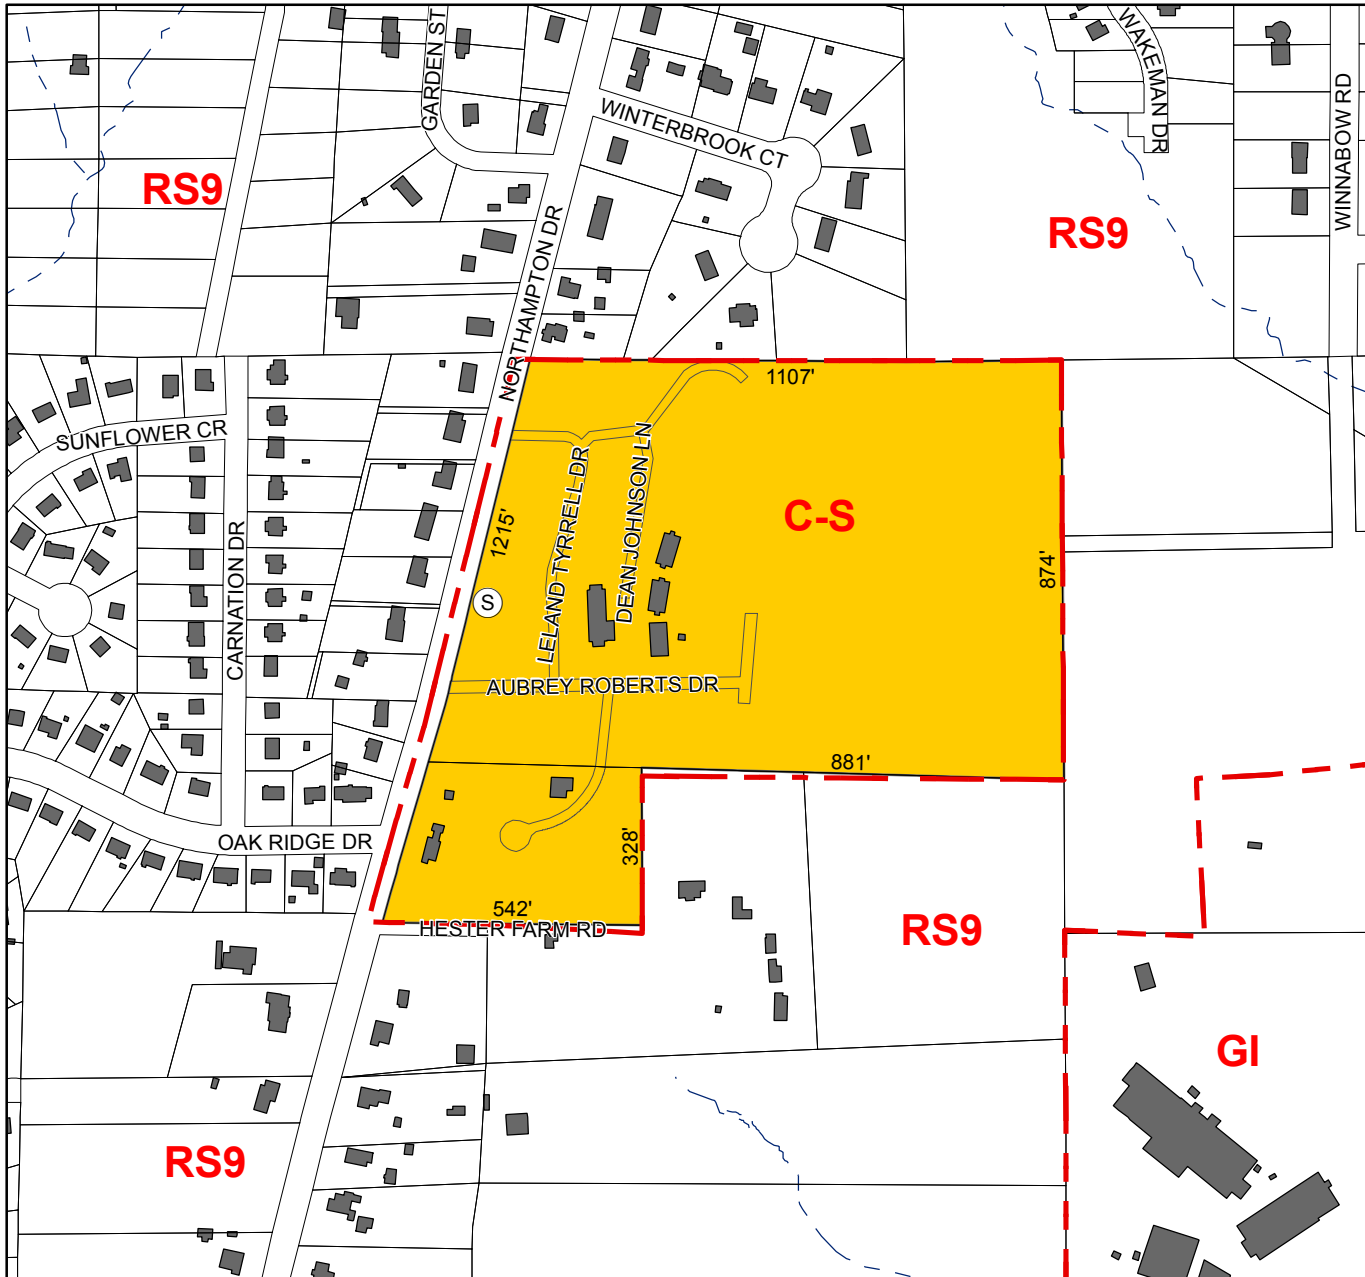 GARDEN ST
WAKEMAN DR
WINNABOW RD
WINTERBROOK CT
RS9
RS9
NORTHAMPTON DR
1107'
SUNFLOWER CR
LELAND TYRRELL DR
DEAN JOHNSON LN
C-S
1215'
874'
CARNATION DR
S
AUBREY ROBERTS DR
881'
OAK RIDGE DR
328'
542'
HESTER FARM RD
RS9
GI
RS9